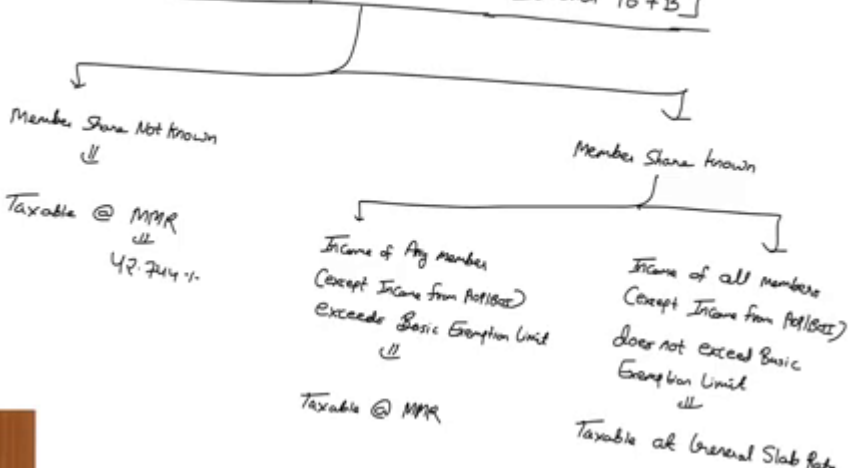 Member Share Not Known
Taxable @ MMR
42.744%
Member Share Known
Income of Any member
(except Income from AOP/BOI)
exceeds Basic Exemption Limit
Taxable @ MMR
Income of all members
(except Income from AOP/BOI)
does not exceed Basic
Exemption Limit
Taxable at General Slab Rate